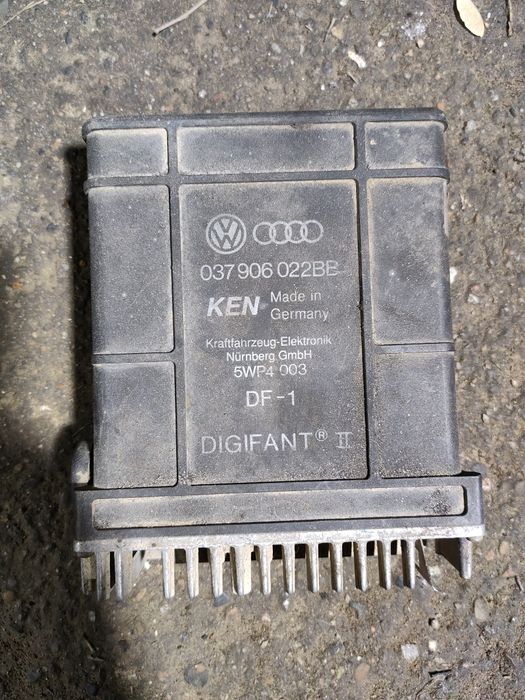 037 906 022BB
KEN Made in
Germany
Kraftfahrzeug-Elektronik
Nürnberg GmbH
5WP4 003
DF-1
DIGIFANT® II